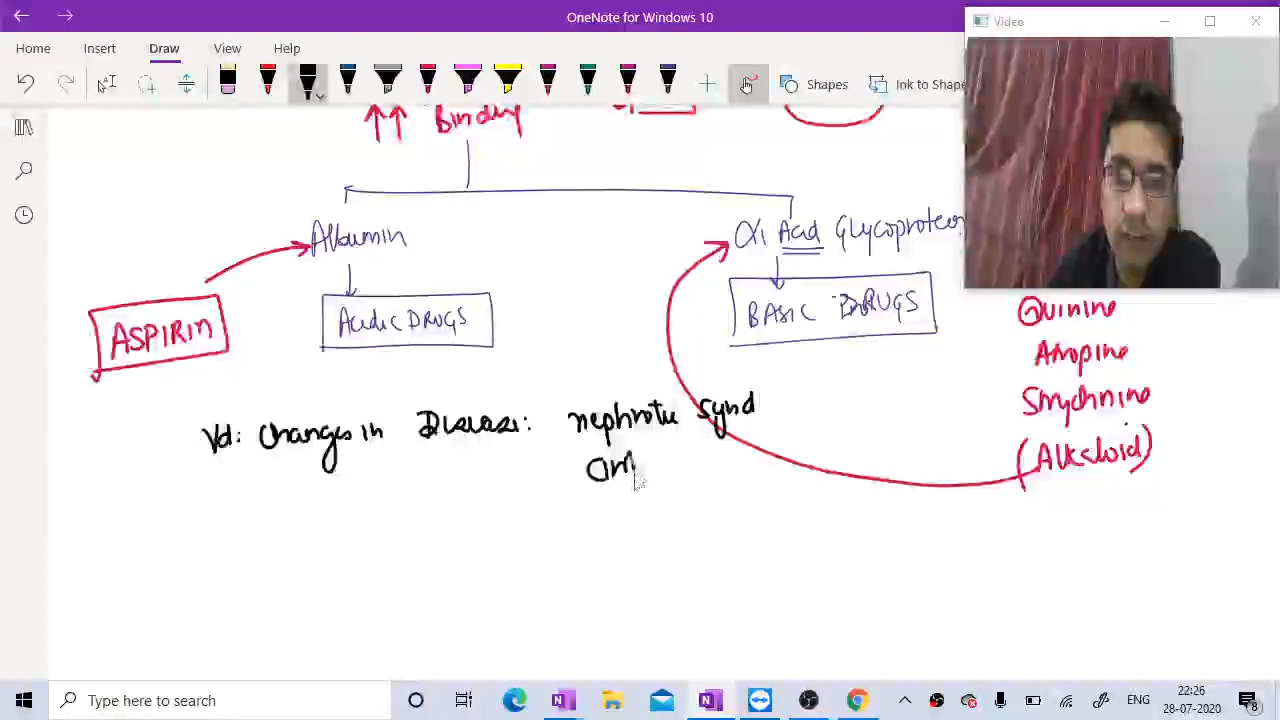 OneNote for Windows 10
Video
Home Insert Draw View Help
Shapes Ink to Shape
↑↑ Binding
Albumin
α1 Acid Glycoprotein
ASPIRIN
Acidic DRUGS
BASIC DRUGS
Quinine
Atropine
Strychnine
(Alkaloid)
Vd: Changes in Disease: nephrotic synd
Type here to search
ENG
22:26
28-07-2020
8